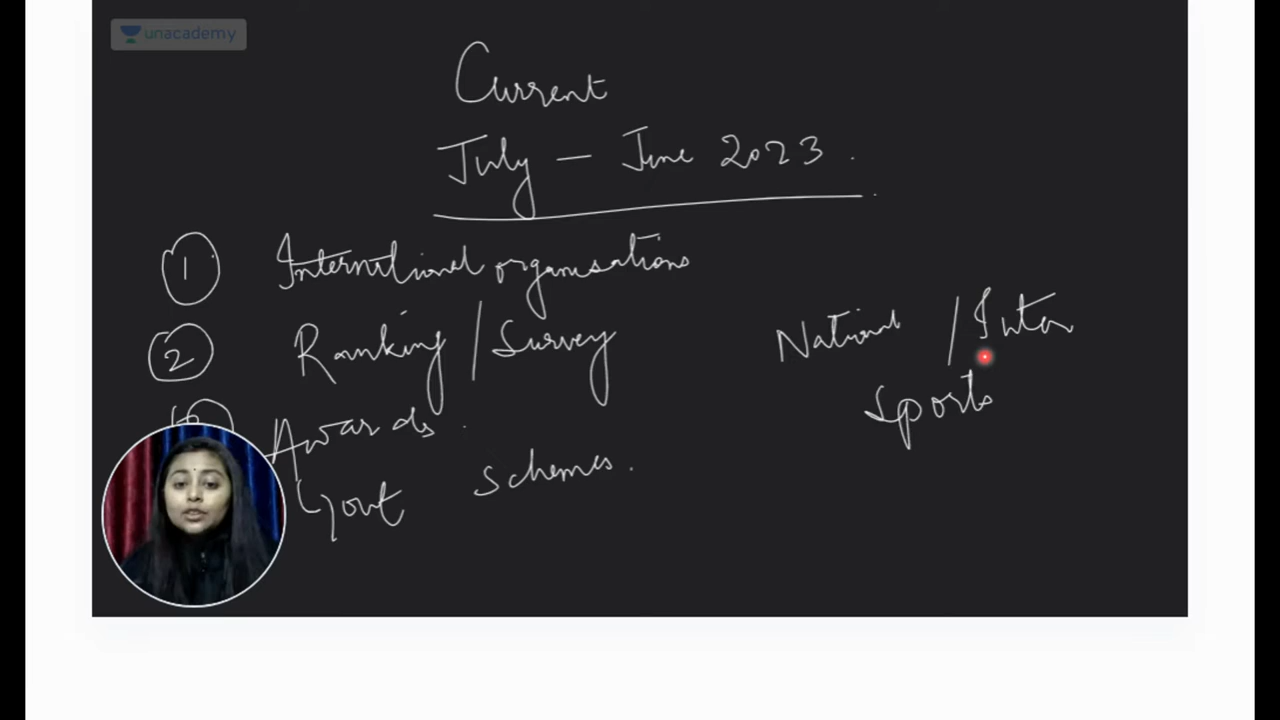 unacademy
Current
July - June 2023.
1 International organisations
2 Ranking / Survey
Awards.
Govt schemes.
National / Inter
Sports